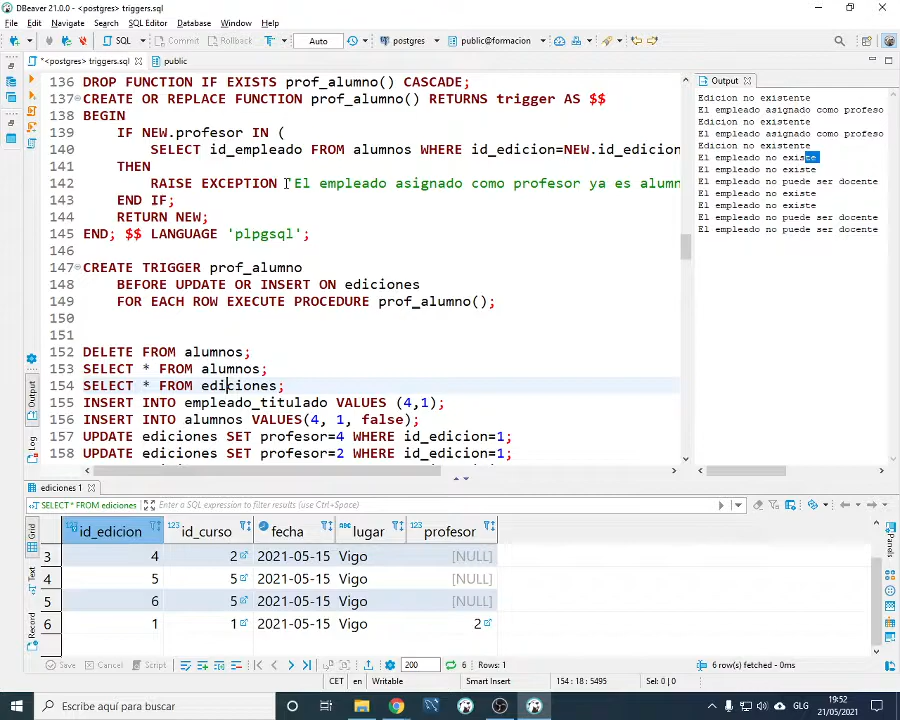 DBeaver 21.0.0 - <postgres> triggers.sql
File Edit Navigate Search SQL Editor Database Window Help
SQL Commit Rollback T Auto postgres public@formacion
*<postgres> triggers.sql public
136 DROP FUNCTION IF EXISTS prof_alumno() CASCADE;
137 CREATE OR REPLACE FUNCTION prof_alumno() RETURNS trigger AS $$
138 BEGIN
139 IF NEW.profesor IN (
140 SELECT id_empleado FROM alumnos WHERE id_edicion=NEW.id_edicion
141 THEN
142 RAISE EXCEPTION 'El empleado asignado como profesor ya es alumn
143 END IF;
144 RETURN NEW;
145 END; $$ LANGUAGE 'plpgsql';
146
147 CREATE TRIGGER prof_alumno
148 BEFORE UPDATE OR INSERT ON ediciones
149 FOR EACH ROW EXECUTE PROCEDURE prof_alumno();
150
151
152 DELETE FROM alumnos;
153 SELECT * FROM alumnos;
154 SELECT * FROM ediciones;
155 INSERT INTO empleado_titulado VALUES (4,1);
156 INSERT INTO alumnos VALUES(4, 1, false);
157 UPDATE ediciones SET profesor=4 WHERE id_edicion=1;
158 UPDATE ediciones SET profesor=2 WHERE id_edicion=1;
Output
Log
Output
Edicion no existente
El empleado asignado como profeso
Edicion no existente
El empleado asignado como profeso
Edicion no existente
El empleado no existe
El empleado no existe
El empleado no puede ser docente
El empleado no existe
El empleado no existe
El empleado no puede ser docente
El empleado no puede ser docente
ediciones 1
SELECT * FROM ediciones Enter a SQL expression to filter results (use Ctrl+Space)
Grid
Text
Record
Panels
id_edicion 123 id_curso fecha ABC lugar 123 profesor
3 4 2 2021-05-15 Vigo [NULL]
4 5 5 2021-05-15 Vigo [NULL]
5 6 5 2021-05-15 Vigo [NULL]
6 1 1 2021-05-15 Vigo 2
Save Cancel Script 200 6 Rows: 1 6 row(s) fetched - 0ms
CET en Writable Smart Insert 154 : 18 : 5495 Sel: 0 | 0
Escribe aquí para buscar
GLG
19:52
21/05/2021